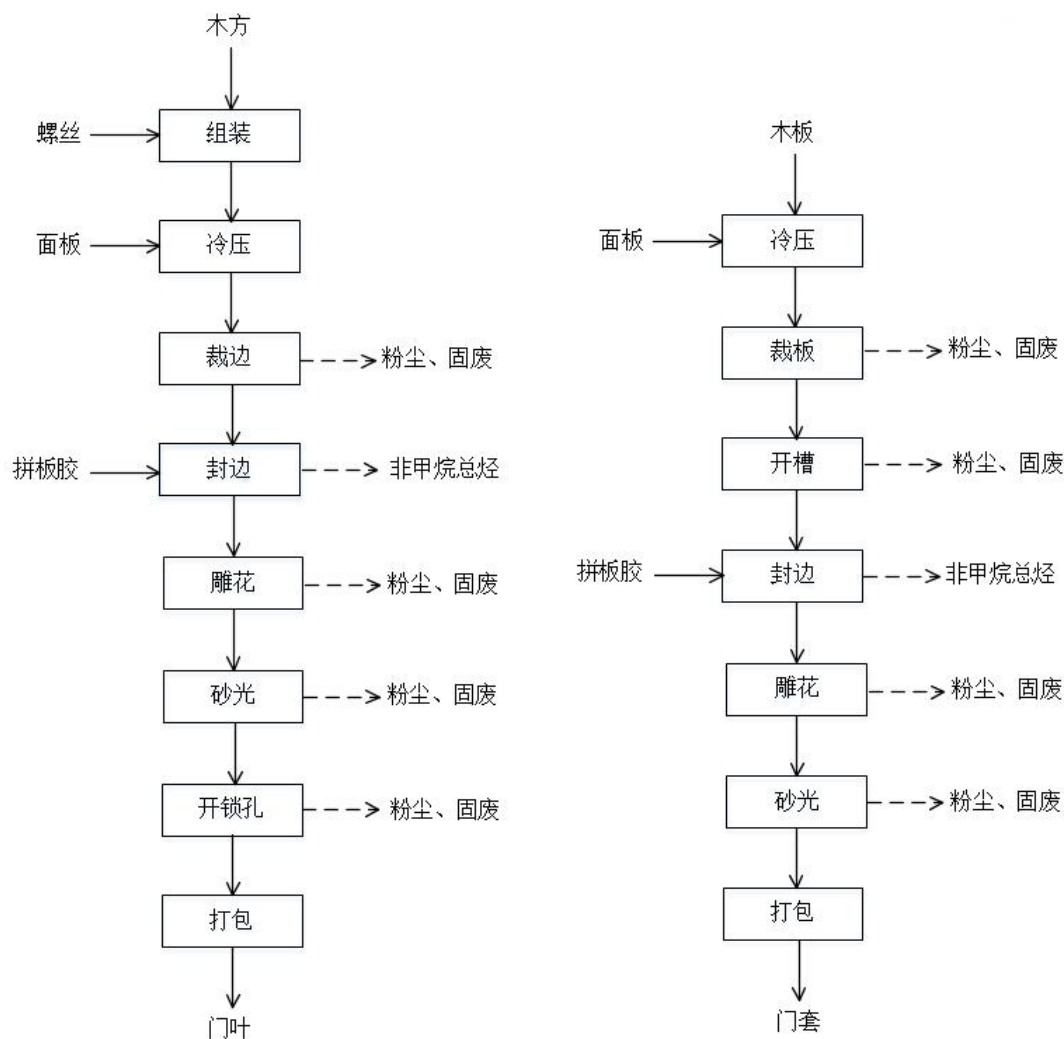 木方
螺丝
组装
面板
冷压
裁边
粉尘、固废
拼板胶
封边
非甲烷总烃
雕花
粉尘、固废
砂光
粉尘、固废
开锁孔
粉尘、固废
打包
门叶
木板
面板
冷压
裁板
粉尘、固废
开槽
粉尘、固废
拼板胶
封边
非甲烷总烃
雕花
粉尘、固废
砂光
粉尘、固废
打包
门套